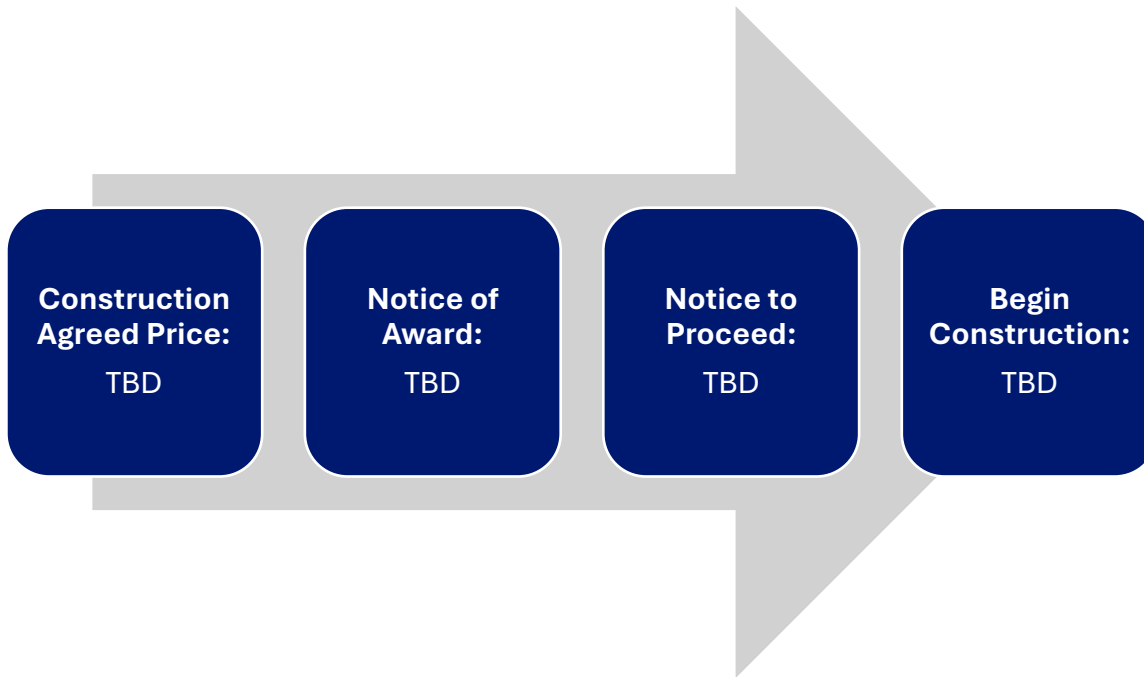 Construction
Agreed Price:
TBD
Notice of
Award:
TBD
Notice to
Proceed:
TBD
Begin
Construction:
TBD